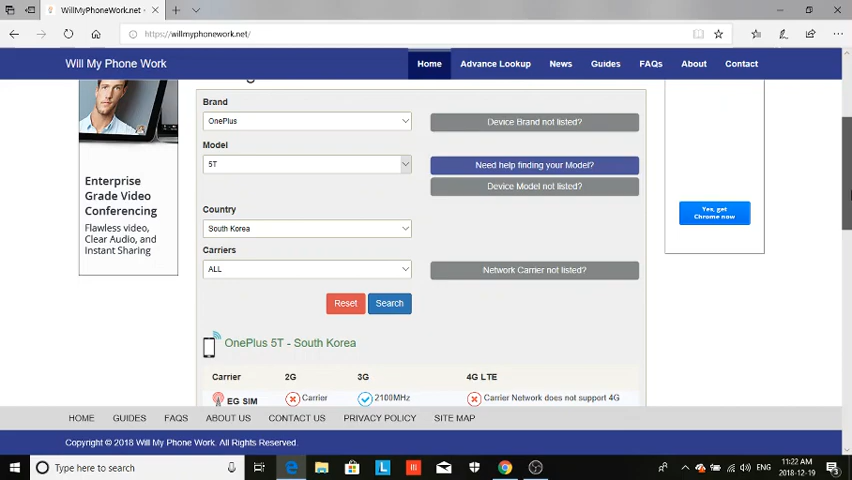 WillMyPhoneWork.net -
https://willmyphonework.net/
Will My Phone Work
Home
Advance Lookup
News
Guides
FAQs
About
Contact
Brand
OnePlus
Device Brand not listed?
Model
5T
Need help finding your Model?
Device Model not listed?
Country
South Korea
Carriers
ALL
Network Carrier not listed?
Reset
Search
Enterprise
Grade Video
Conferencing
Flawless video,
Clear Audio, and
Instant Sharing
Yes, get
Chrome now
OnePlus 5T - South Korea
Carrier 2G 3G 4G LTE
EG SIM Carrier 2100MHz Carrier Network does not support 4G
HOME GUIDES FAQS ABOUT US CONTACT US PRIVACY POLICY SITE MAP
Copyright © 2018 Will My Phone Work. All Rights Reserved.
Type here to search
ENG
11:22 AM
2018-12-19